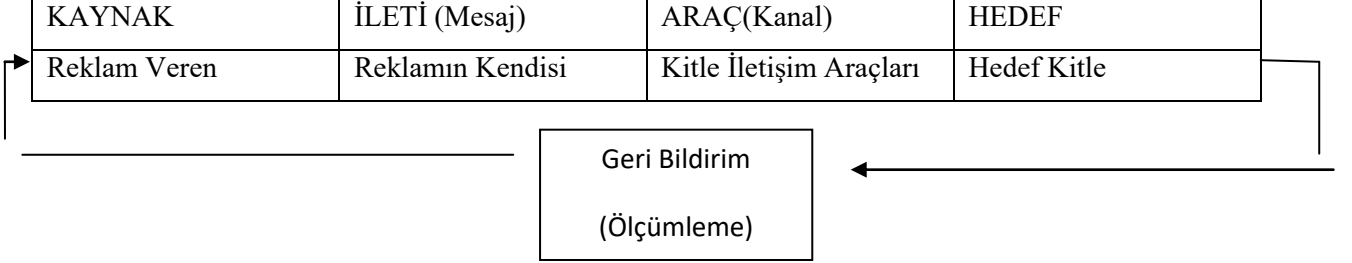 KAYNAK İLETİ (Mesaj) ARAÇ(Kanal) HEDEF
Reklam Veren Reklamın Kendisi Kitle İletişim Araçları Hedef Kitle
Geri Bildirim
(Ölçümleme)